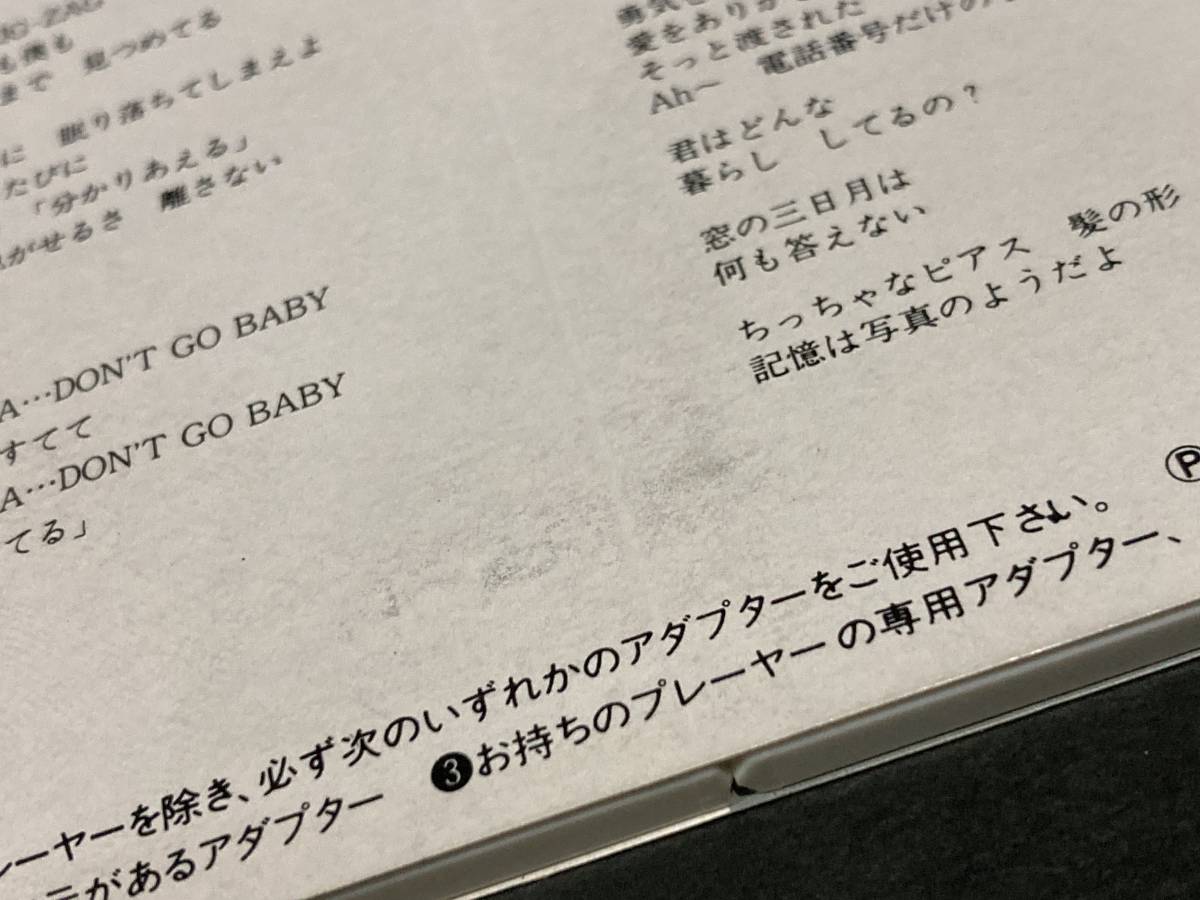 IG-ZAG
も僕も
まで　見つめてる
に　眠り落ちてしまえよ
たびに
「分かりあえる」
がせるさ　離さない
A…DON'T GO BABY
すてて
A…DON'T GO BABY
てる」
勇気を
愛をありが
そっと渡された
Ah〜　電話番号だけの
君はどんな
暮らし　してるの？
窓の三日月は
何も答えない
ちっちゃなピアス　髪の形
記憶は写真のようだよ
Ⓟ
レーヤーを除き、必ず次のいずれかのアダプターをご使用下さい。
がある アダプター　❸お持ちのプレーヤーの専用アダプター、